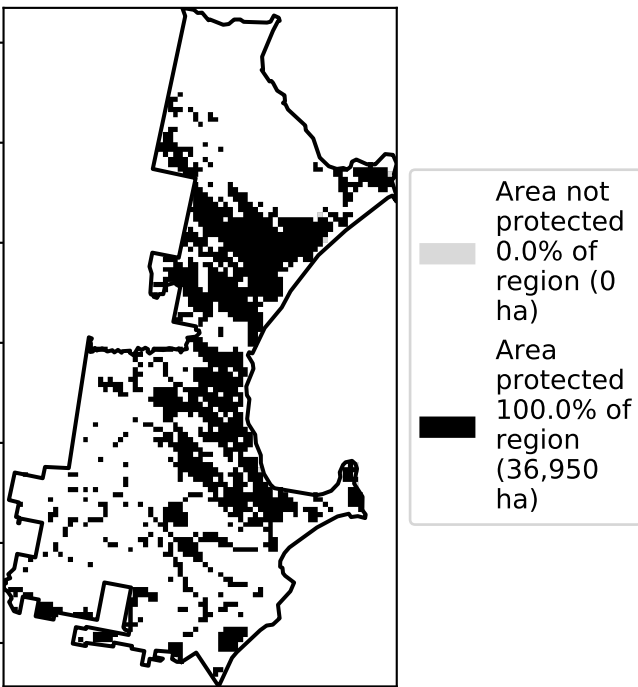 Area not
protected
0.0% of
region (0
ha)
Area
protected
100.0% of
region
(36,950
ha)